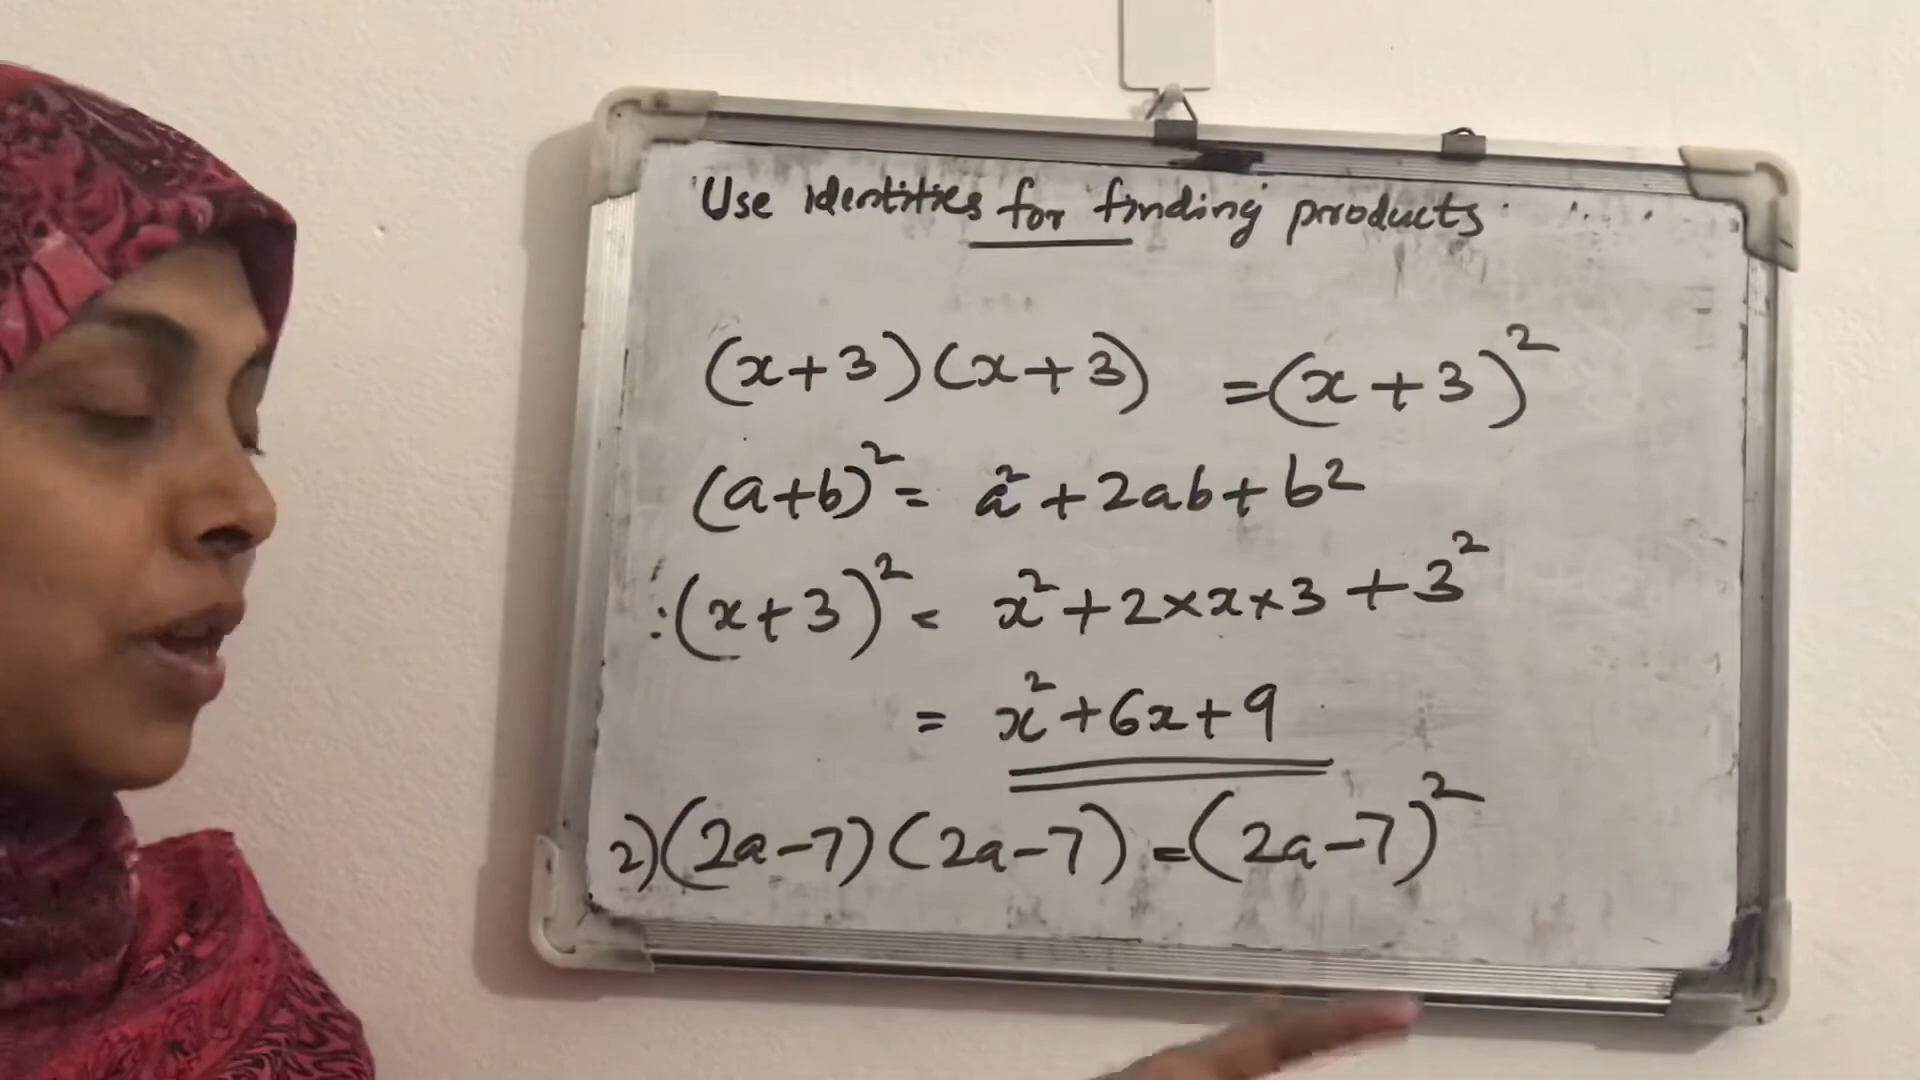 Use identities for finding products
(x+3)(x+3) =(x+3)²
(a+b)² = a²+2ab+b²
:(x+3)² = x²+2×x×3+3²
= x²+6x+9
2)(2a-7)(2a-7)=(2a-7)²